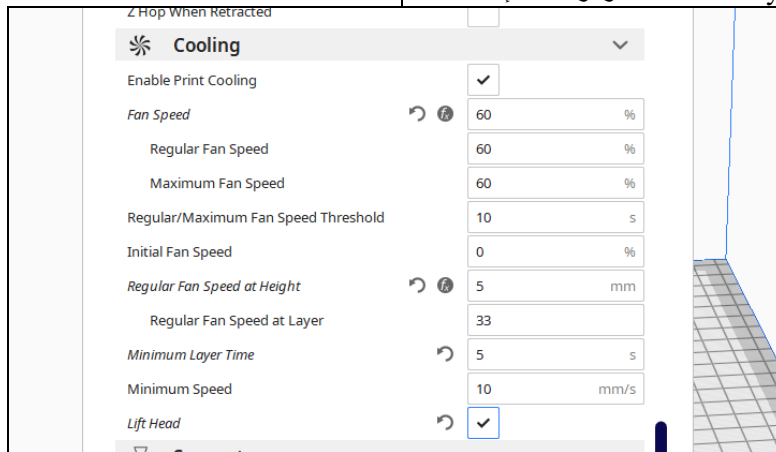 Z Hop When Retracted
Cooling
Enable Print Cooling
Fan Speed 60 %
Regular Fan Speed 60 %
Maximum Fan Speed 60 %
Regular/Maximum Fan Speed Threshold 10 s
Initial Fan Speed 0 %
Regular Fan Speed at Height 5 mm
Regular Fan Speed at Layer 33
Minimum Layer Time 5 s
Minimum Speed 10 mm/s
Lift Head